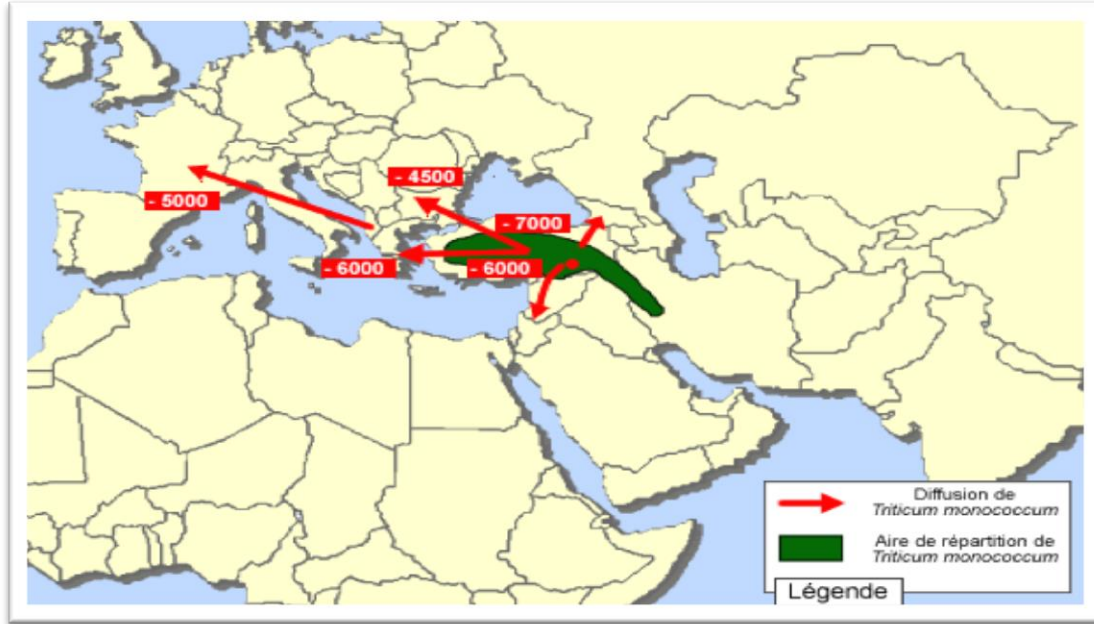 - 4500
- 5000
- 7000
- 6000
- 6000
Diffusion de
Triticum monococcum
Aire de répartition de
Triticum monococcum
Légende